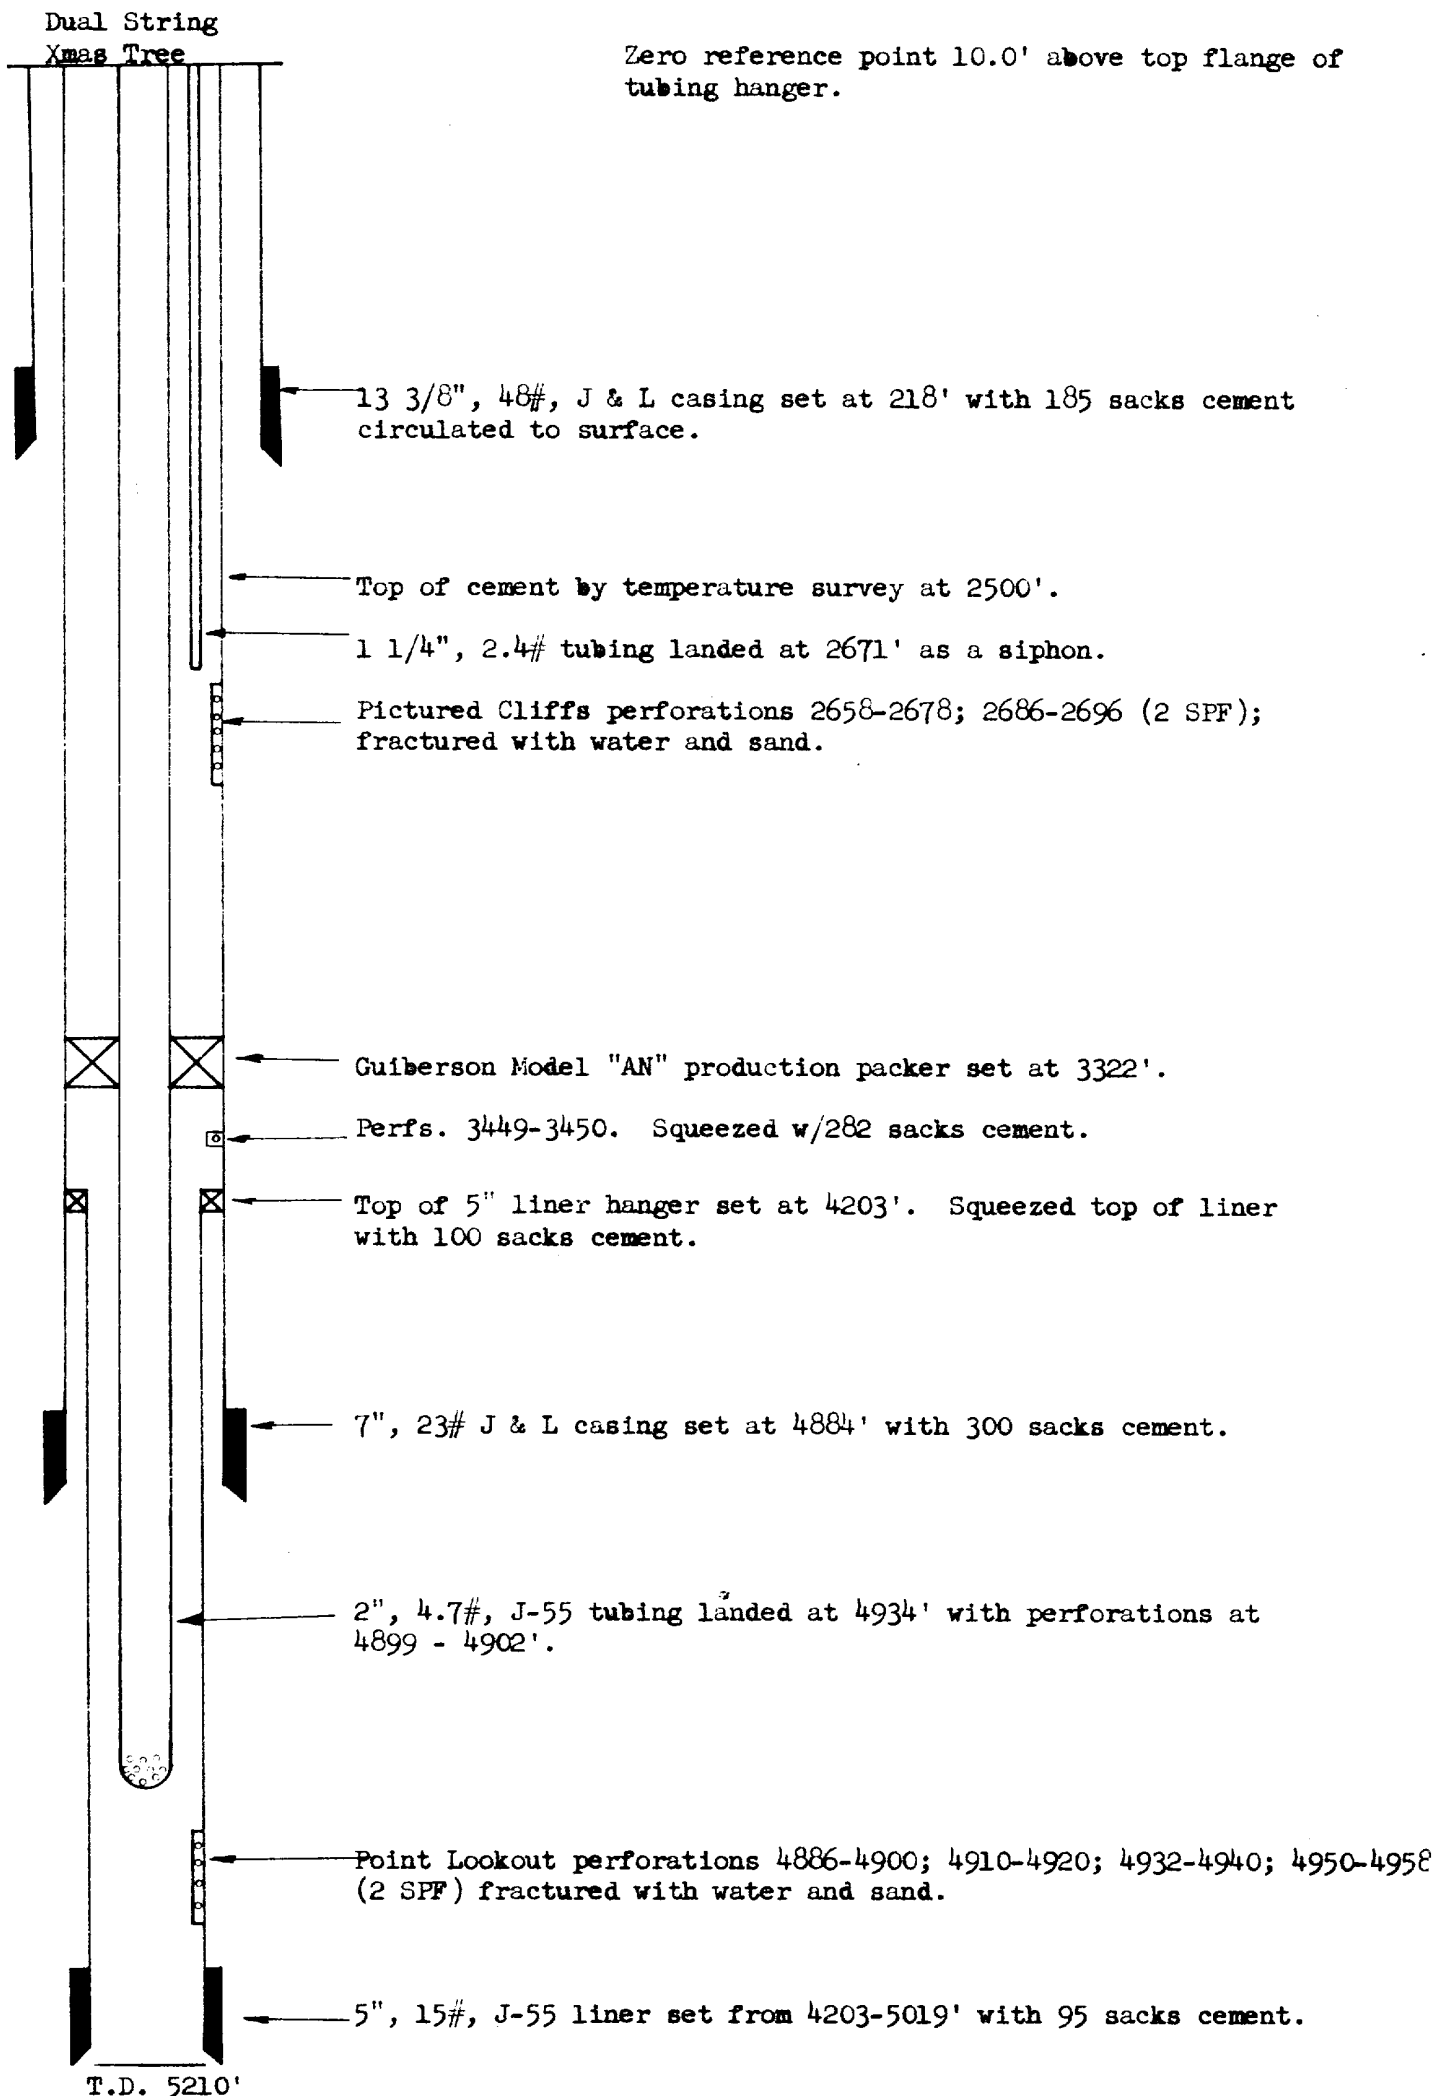 Dual String
Xmas Tree
Zero reference point 10.0' above top flange of
tubing hanger.
13 3/8", 48#, J & L casing set at 218' with 185 sacks cement
circulated to surface.
Top of cement by temperature survey at 2500'.
1 1/4", 2.4# tubing landed at 2671' as a siphon.
Pictured Cliffs perforations 2658-2678; 2686-2696 (2 SPF);
fractured with water and sand.
Guiberson Model "AN" production packer set at 3322'.
Perfs. 3449-3450. Squeezed w/282 sacks cement.
Top of 5" liner hanger set at 4203'. Squeezed top of liner
with 100 sacks cement.
7", 23# J & L casing set at 4884' with 300 sacks cement.
2", 4.7#, J-55 tubing landed at 4934' with perforations at
4899 - 4902'.
Point Lookout perforations 4886-4900; 4910-4920; 4932-4940; 4950-4958
(2 SPF) fractured with water and sand.
5", 15#, J-55 liner set from 4203-5019' with 95 sacks cement.
T.D. 5210'